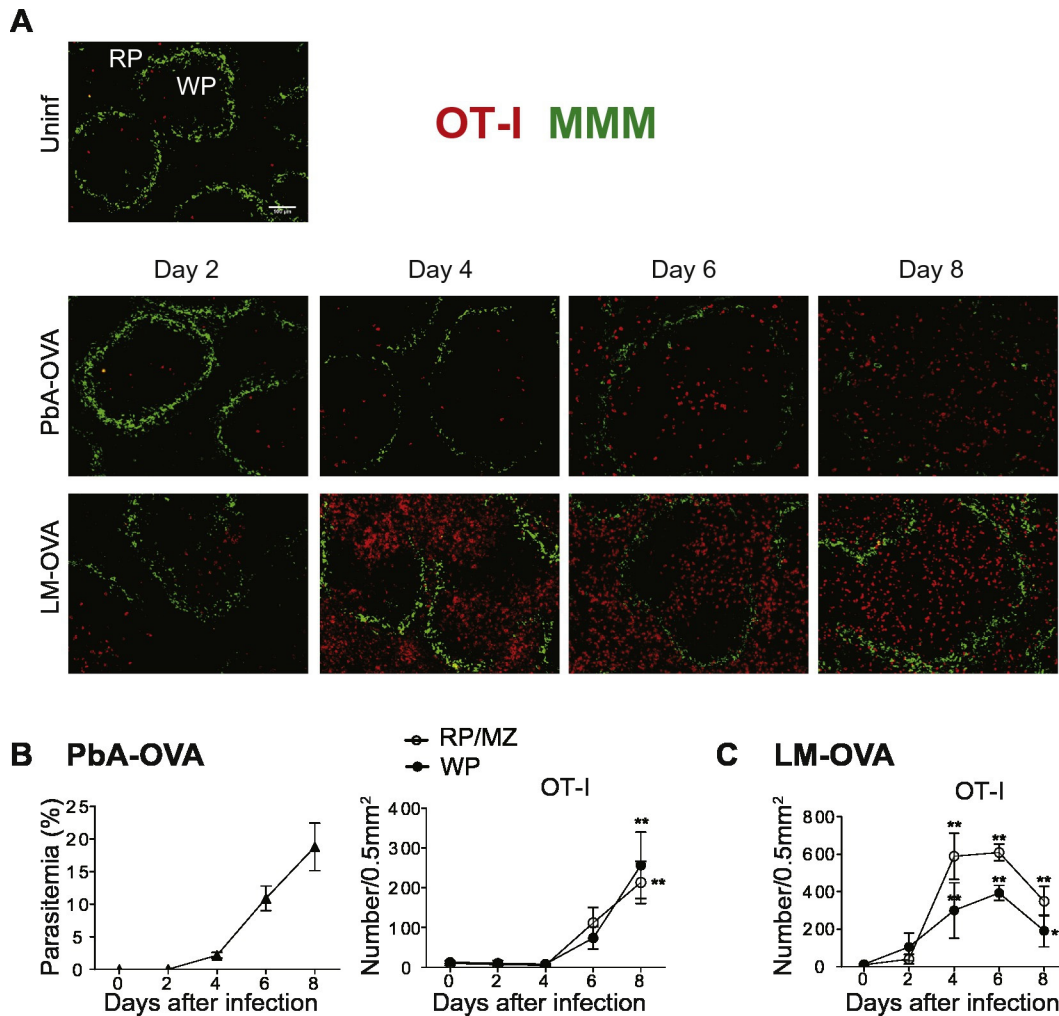 A
Uninf
RP
WP
100 µm
OT-I MMM
Day 2 Day 4 Day 6 Day 8
PbA-OVA
LM-OVA
B PbA-OVA
Parasitemia (%)
25
20
15
10
5
0
0 2 4 6 8
Days after infection
RP/MZ
WP
OT-I
Number/0.5mm²
400
300
200
100
0
**
**
0 2 4 6 8
Days after infection
C LM-OVA
OT-I
Number/0.5mm²
800
600
400
200
0
** **
** **
**
*
0 2 4 6 8
Days after infection